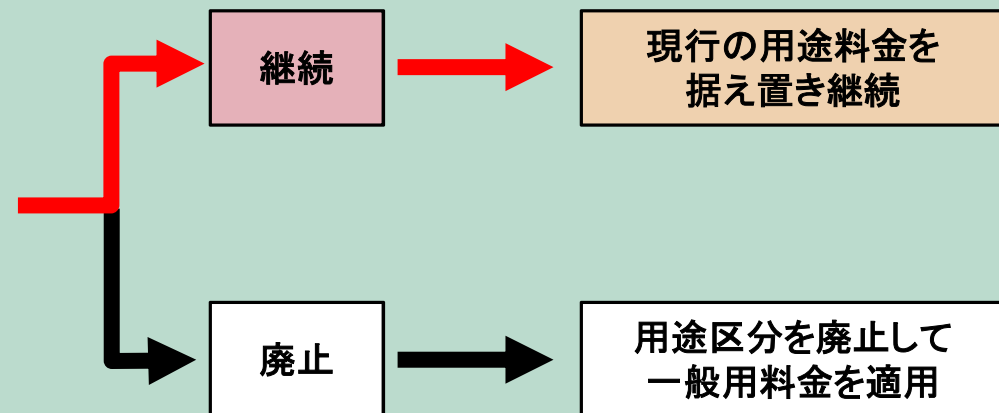 継続
現行の用途料金を
据え置き継続
廃止
用途区分を廃止して
一般用料金を適用